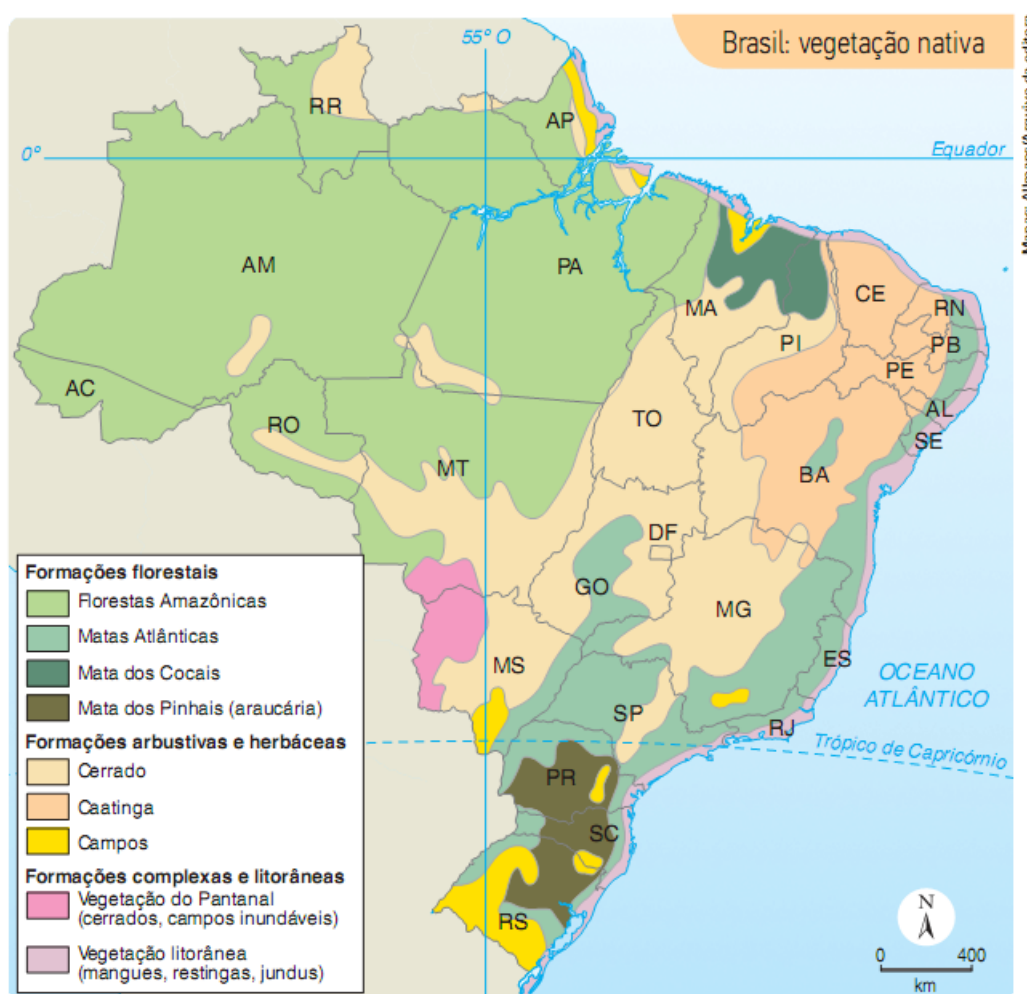 Brasil: vegetação nativa
55° O
RR
AP
0°
Equador
AM
PA
MA
CE
RN
PI
PB
PE
AC
AL
TO
SE
RO
BA
MT
DF
GO
MG
MS
ES
OCEANO
ATLÂNTICO
SP
RJ
Trópico de Capricórnio
PR
SC
RS
Formações florestais
Florestas Amazônicas
Matas Atlânticas
Mata dos Cocais
Mata dos Pinhais (araucária)
Formações arbustivas e herbáceas
Cerrado
Caatinga
Campos
Formações complexas e litorâneas
Vegetação do Pantanal
(cerrados, campos inundáveis)
Vegetação litorânea
(mangues, restingas, jundus)
N
0 400
km